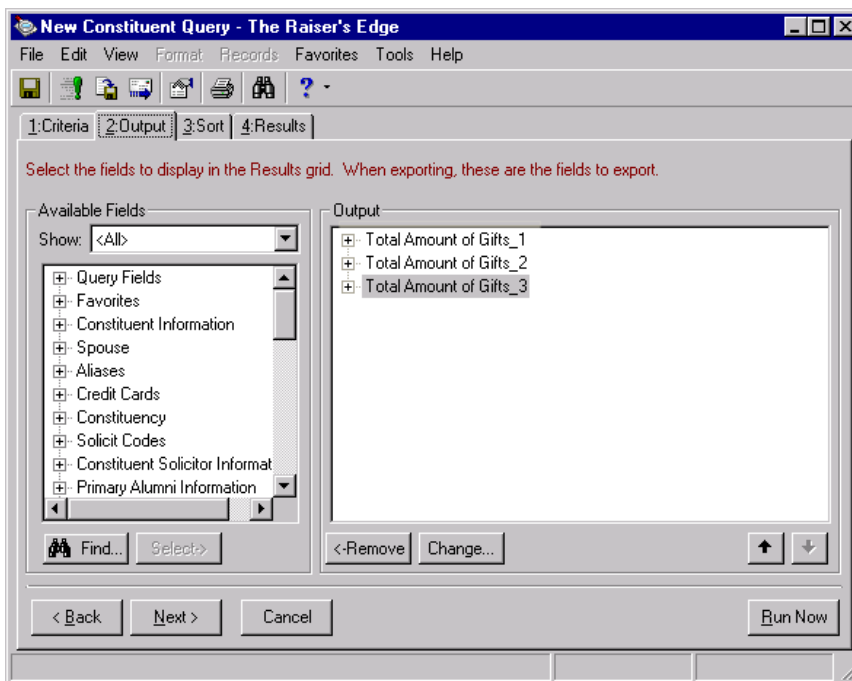 New Constituent Query - The Raiser's Edge
File Edit View Format Records Favorites Tools Help
1:Criteria 2:Output 3:Sort 4:Results
Select the fields to display in the Results grid. When exporting, these are the fields to export.
Available Fields
Show: <All>
Query Fields
Favorites
Constituent Information
Spouse
Aliases
Credit Cards
Constituency
Solicit Codes
Constituent Solicitor Informat
Primary Alumni Information
Find...
Select->
Output
Total Amount of Gifts_1
Total Amount of Gifts_2
Total Amount of Gifts_3
<-Remove
Change...
< Back
Next >
Cancel
Run Now